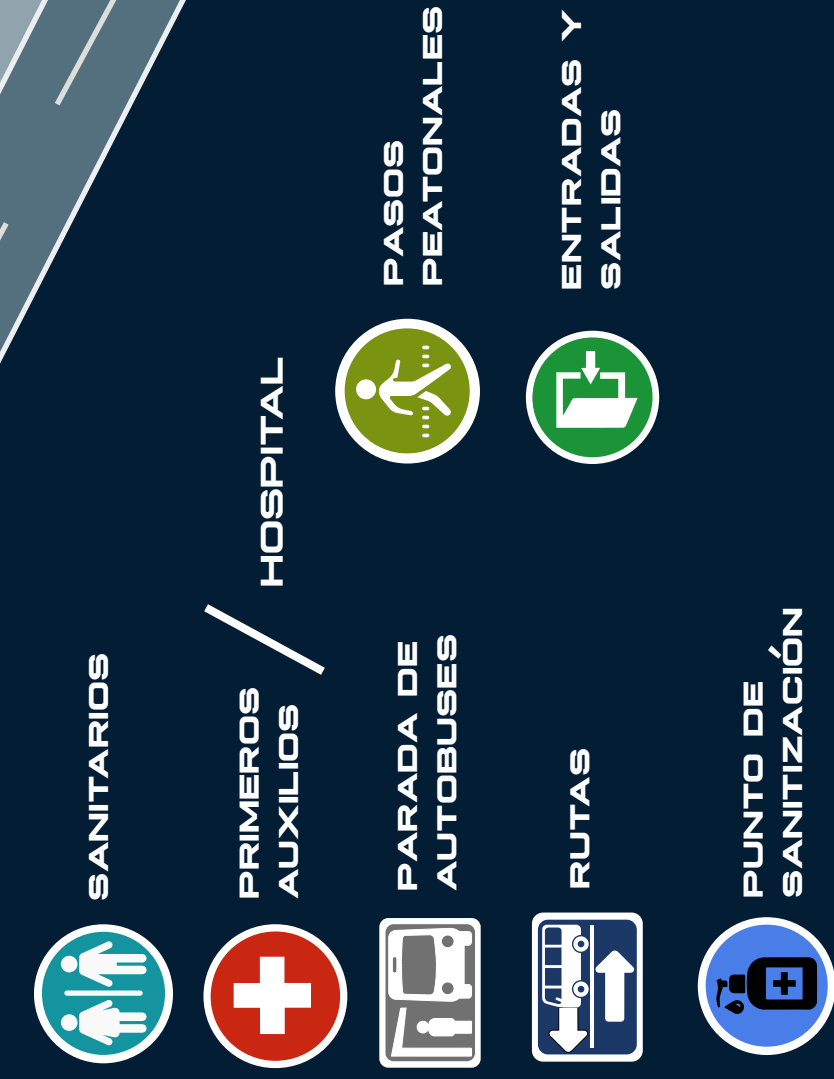 SANITARIOS
PRIMEROS
AUXILIOS
/
HOSPITAL
PARADA DE
AUTOBUSES
RUTAS
PUNTO DE
SANITIZACIÓN
PASOS
PEATONALES
ENTRADAS Y
SALIDAS